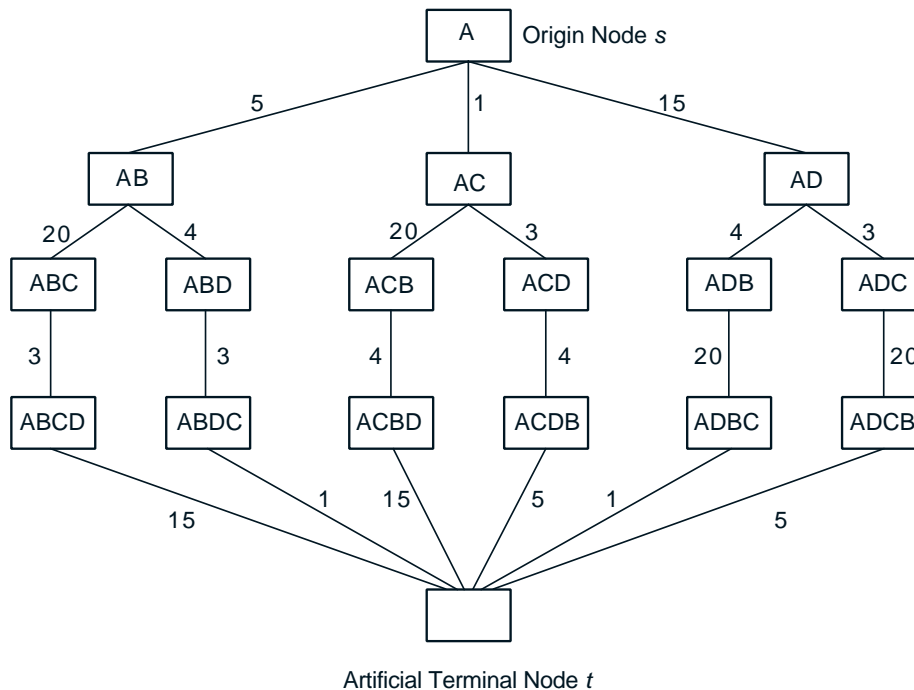 A Origin Node s
5 1 15
AB AC AD
20 4 20 3 4 3
ABC ABD ACB ACD ADB ADC
3 3 4 4 20 20
ABCD ABDC ACBD ACDB ADBC ADCB
15 1 15 5 1 5
Artificial Terminal Node t